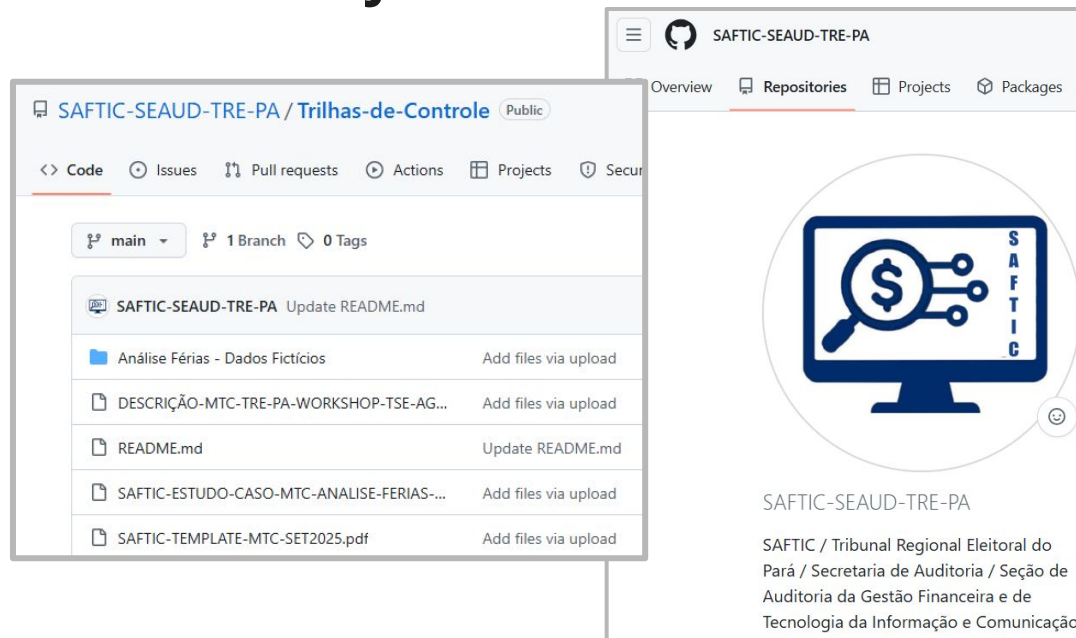 SAFTIC-SEAUD-TRE-PA / Trilhas-de-Controle Public
Code Issues Pull requests Actions Projects Secur
main 1 Branch 0 Tags
SAFTIC-SEAUD-TRE-PA Update README.md
Análise Férias - Dados Fictícios Add files via upload
DESCRIÇÃO-MTC-TRE-PA-WORKSHOP-TSE-AG... Add files via upload
README.md Update README.md
SAFTIC-ESTUDO-CASO-MTC-ANALISE-FERIAS-... Add files via upload
SAFTIC-TEMPLATE-MTC-SET2025.pdf Add files via upload
SAFTIC-SEAUD-TRE-PA
Overview Repositories Projects Packages
$
SAFTIC
SAFTIC-SEAUD-TRE-PA
SAFTIC / Tribunal Regional Eleitoral do
Pará / Secretaria de Auditoria / Seção de
Auditoria da Gestão Financeira e de
Tecnologia da Informação e Comunicação